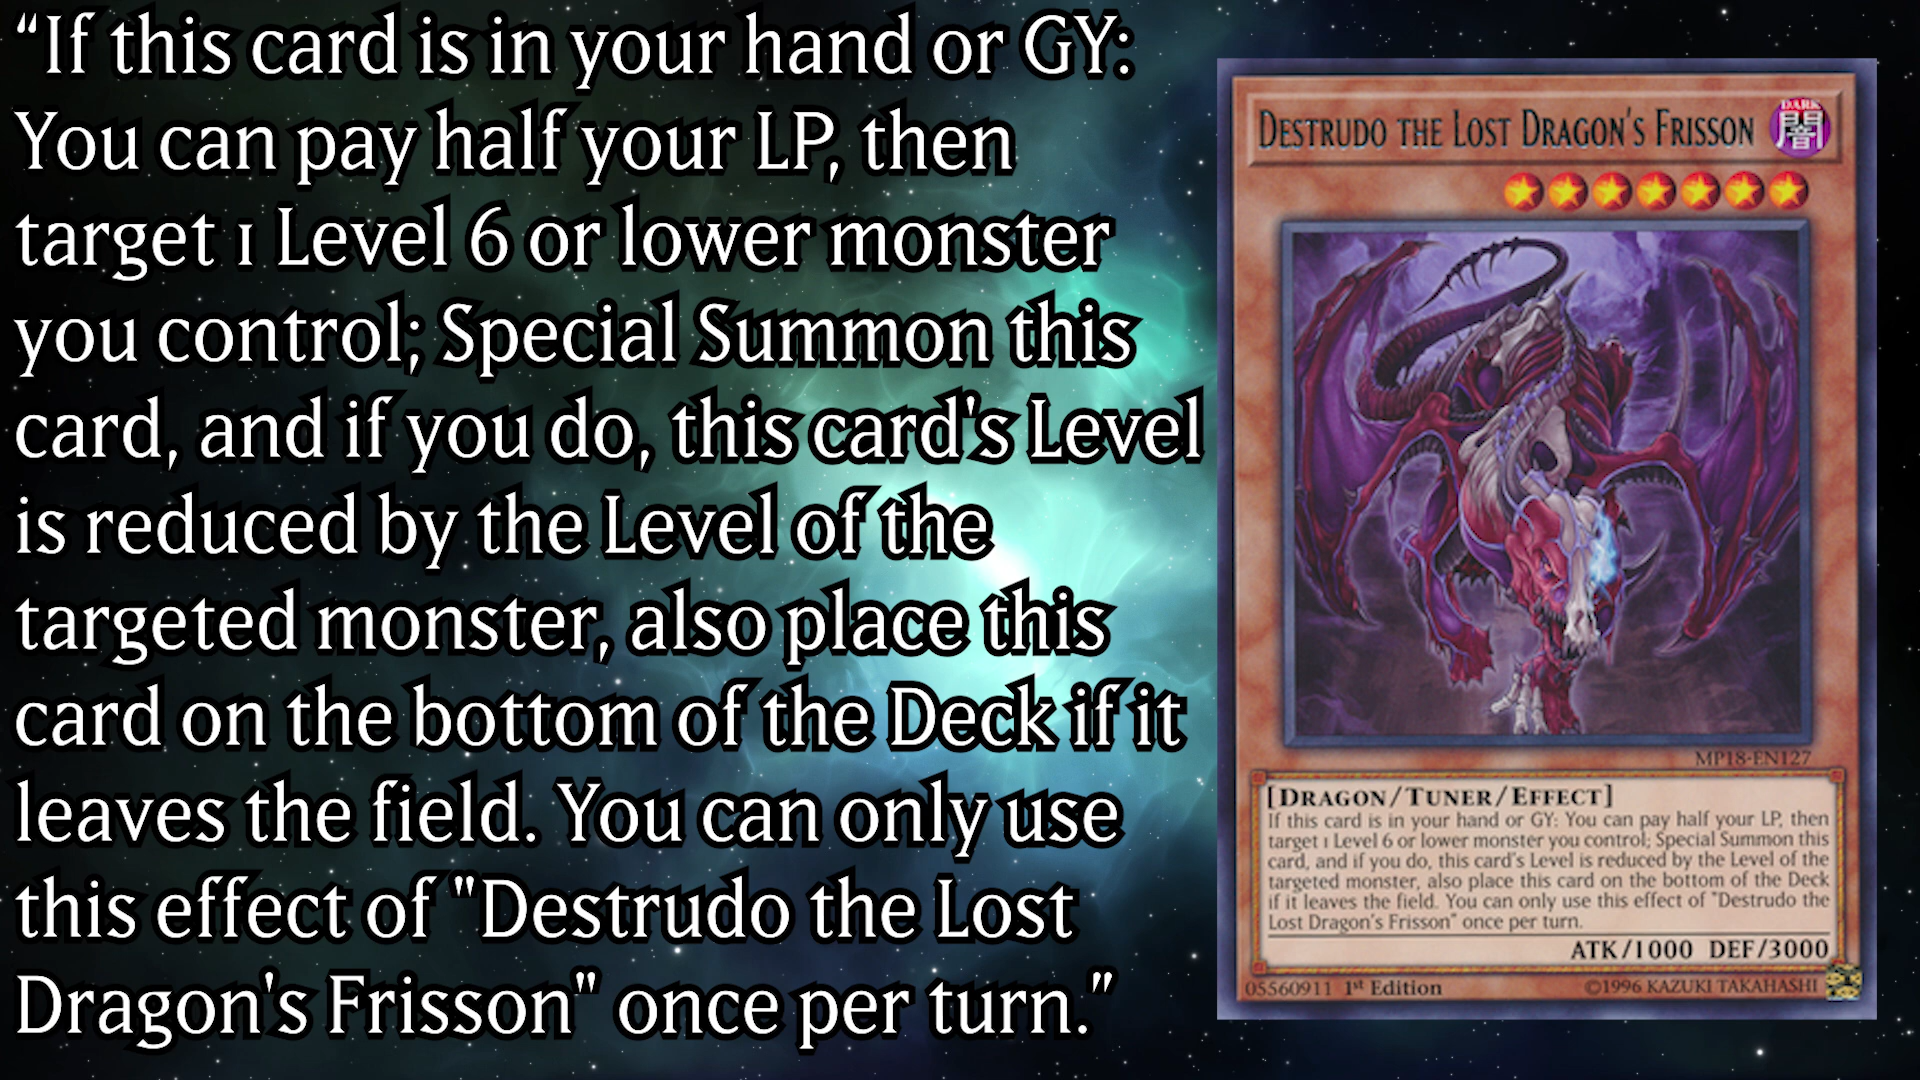 “If this card is in your hand or GY:
You can pay half your LP, then
target 1 Level 6 or lower monster
you control; Special Summon this
card, and if you do, this card's Level
is reduced by the Level of the
targeted monster, also place this
card on the bottom of the Deck if it
leaves the field. You can only use
this effect of "Destrudo the Lost
Dragon's Frisson" once per turn.”
Destrudo the Lost Dragon's Frisson
DARK
闇
MP18-EN127
[Dragon/Tuner/Effect]
If this card is in your hand or GY: You can pay half your LP, then
target 1 Level 6 or lower monster you control; Special Summon this
card, and if you do, this card's Level is reduced by the Level of the
targeted monster, also place this card on the bottom of the Deck
if it leaves the field. You can only use this effect of "Destrudo the
Lost Dragon's Frisson" once per turn.
ATK/1000 DEF/3000
05560911 1st Edition ©1996 KAZUKI TAKAHASHI